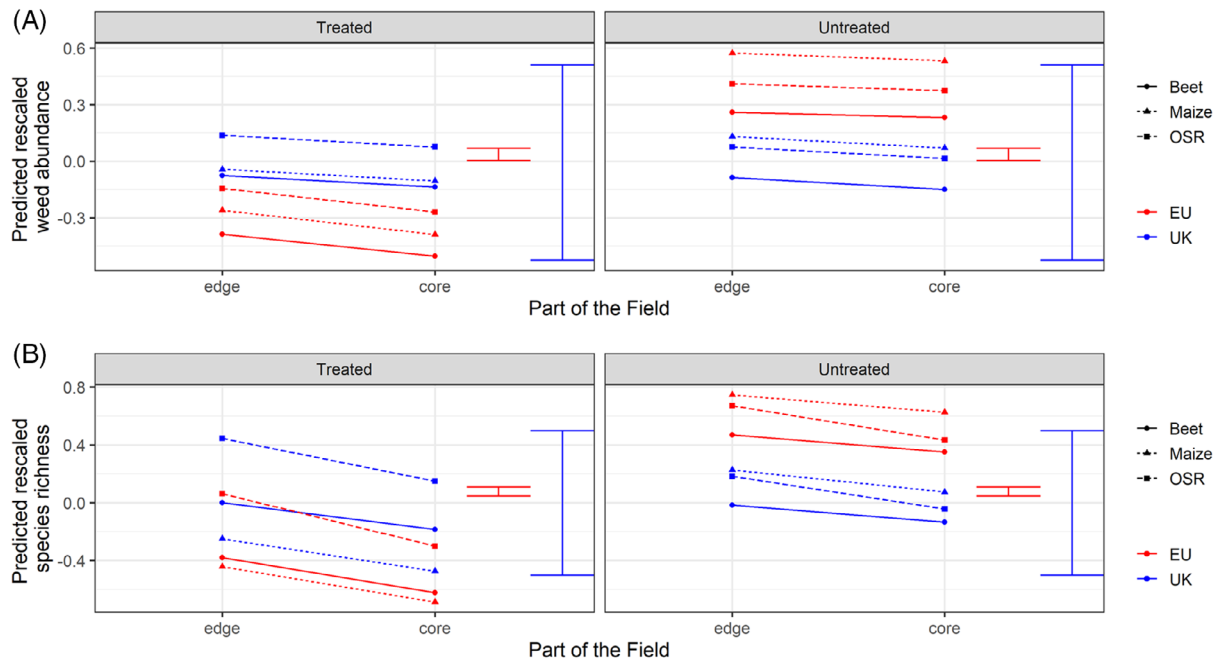 (A)
Treated
Untreated
Predicted rescaled
weed abundance
0.6
0.3
0.0
-0.3
edge
core
edge
core
Part of the Field
Beet
Maize
OSR
EU
UK
(B)
Treated
Untreated
Predicted rescaled
species richness
0.8
0.4
0.0
-0.4
edge
core
edge
core
Part of the Field
Beet
Maize
OSR
EU
UK